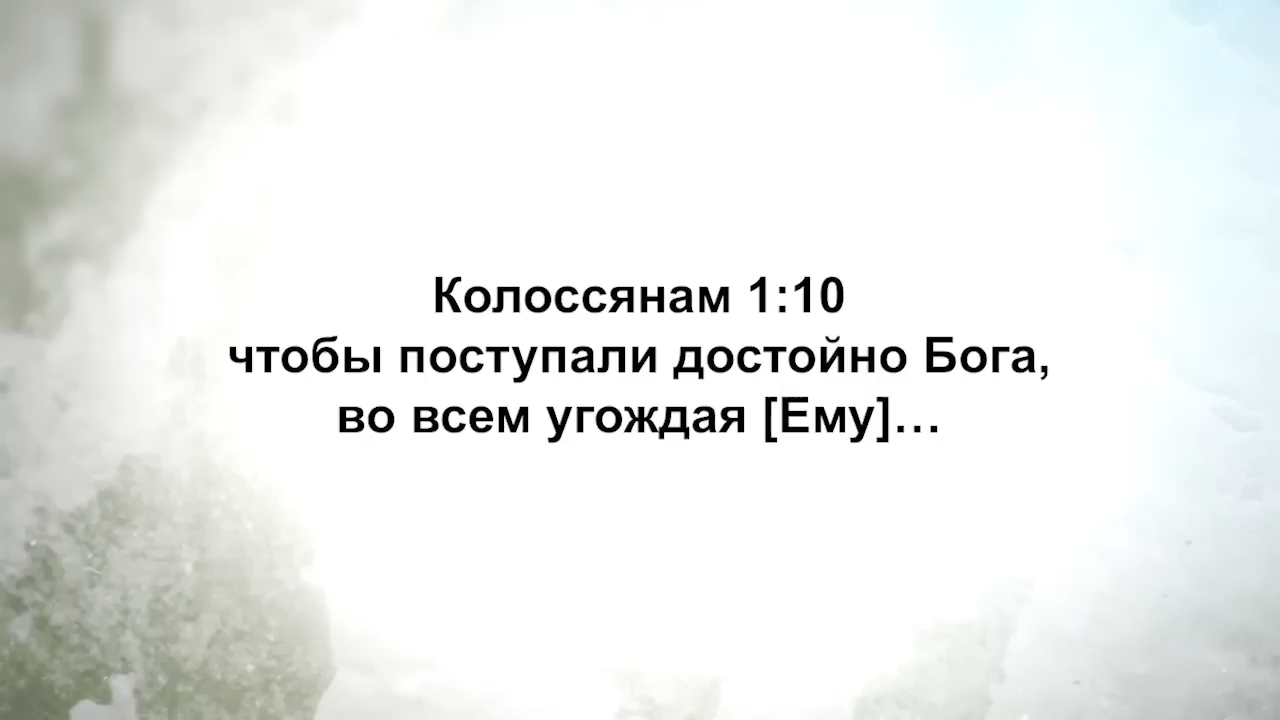 Колоссянам 1:10
чтобы поступали достойно Бога,
во всем угождая [Ему]…